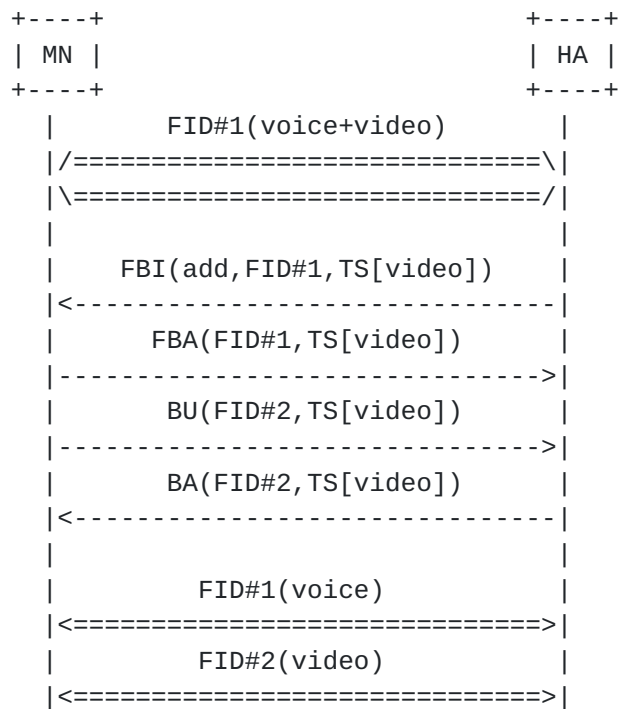 MN HA
FID#1(voice+video)
FBI(add,FID#1,TS[video])
FBA(FID#1,TS[video])
BU(FID#2,TS[video])
BA(FID#2,TS[video])
FID#1(voice)
FID#2(video)